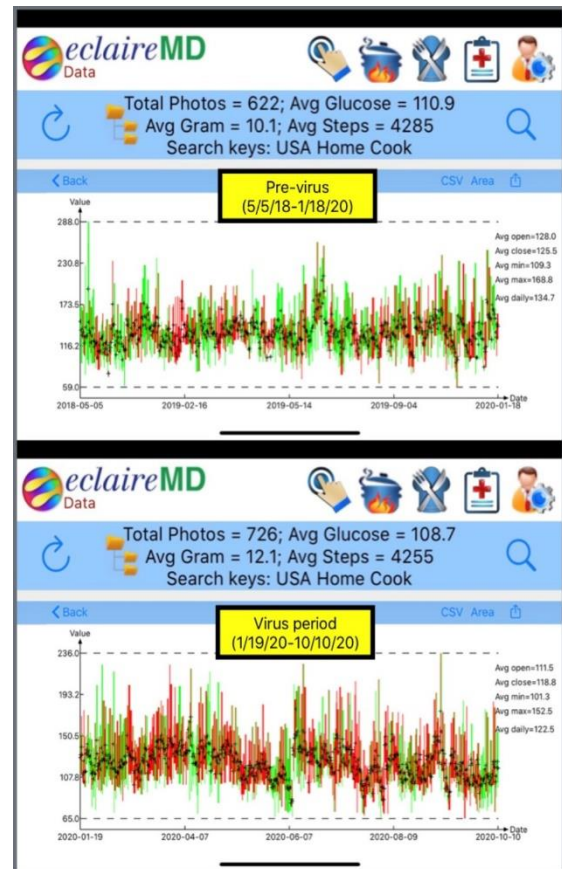 eclaireMD
Data
Total Photos = 622; Avg Glucose = 110.9
Avg Gram = 10.1; Avg Steps = 4285
Search keys: USA Home Cook
Back
CSV Area
Pre-virus
(5/5/18-1/18/20)
Value
288.0
230.8
173.5
116.2
59.0
Avg open=128.0
Avg close=125.5
Avg min=109.3
Avg max=168.8
Avg daily=134.7
Date
2018-05-05 2019-02-16 2019-05-14 2019-09-04 2020-01-18
eclaireMD
Data
Total Photos = 726; Avg Glucose = 108.7
Avg Gram = 12.1; Avg Steps = 4255
Search keys: USA Home Cook
Back
CSV Area
Virus period
(1/19/20-10/10/20)
Value
236.0
193.2
150.5
107.8
65.0
Avg open=111.5
Avg close=118.8
Avg min=101.3
Avg max=152.5
Avg daily=122.5
Date
2020-01-19 2020-04-07 2020-06-07 2020-08-09 2020-10-10